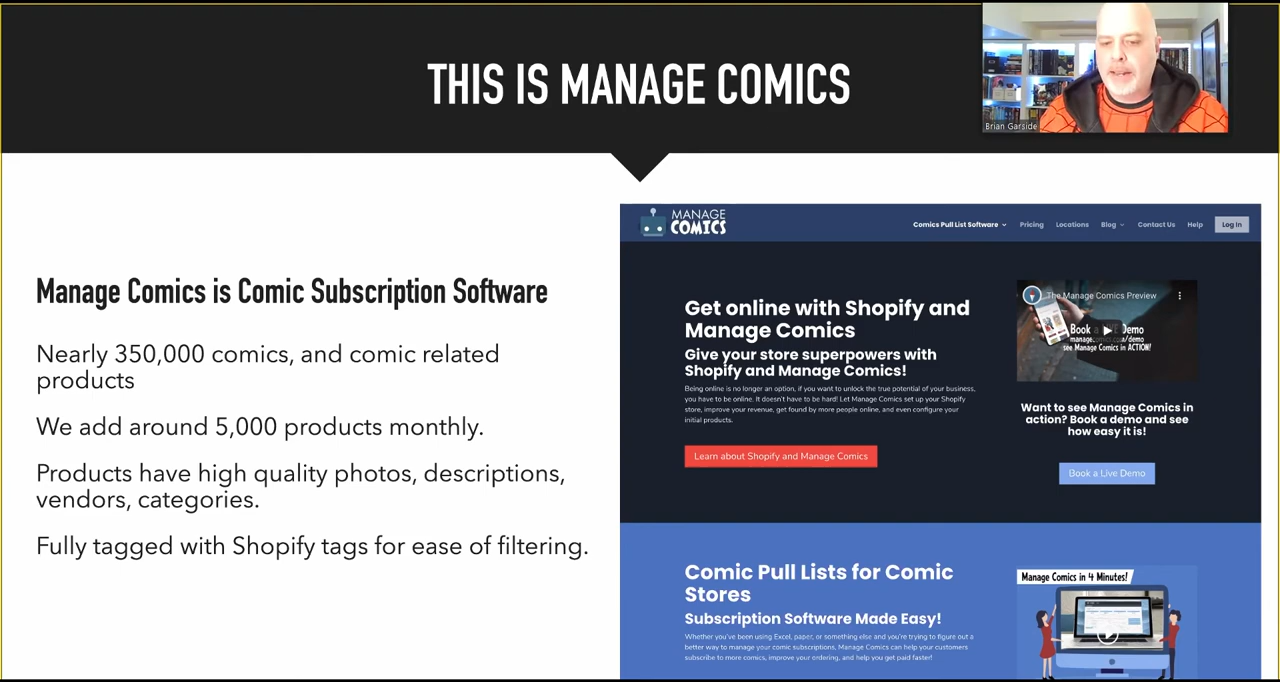 THIS IS MANAGE COMICS
Brian Garside
Manage Comics is Comic Subscription Software
Nearly 350,000 comics, and comic related
products
We add around 5,000 products monthly.
Products have high quality photos, descriptions,
vendors, categories.
Fully tagged with Shopify tags for ease of filtering.
MANAGE
COMICS
Comics Pull List Software Pricing Locations Blog Contact Us Help Log In
Get online with Shopify and
Manage Comics
Give your store superpowers with
Shopify and Manage Comics!
Being online is no longer an option, if you want to unlock the true potential of your business,
you have to be online. It doesn't have to be hard! Let Manage Comics set up your Shopify
store, improve your revenue, get found by more people online, and even configure your
initial products.
Learn about Shopify and Manage Comics
The Manage Comics Preview
Book a LIVE Demo
managecomics.com/demo
see Manage Comics in ACTION!
Want to see Manage Comics in
action? Book a demo and see
how easy it is!
Book a Live Demo
Comic Pull Lists for Comic
Stores
Subscription Software Made Easy!
Whether you've been using Excel, paper, or something else and you're trying to figure out a
better way to manage your comic subscriptions, Manage Comics can help your customers
subscribe to more comics, improve your ordering, and help you get paid faster!
Manage Comics in 4 Minutes!